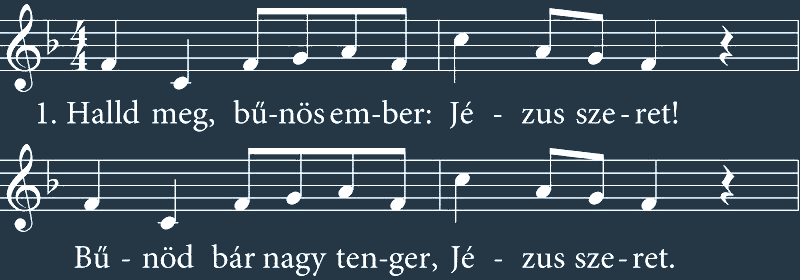 1. Halld meg, bű-nös em-ber: Jé - zus sze-ret!
Bű - nöd bár nagy ten-ger, Jé - zus sze-ret.